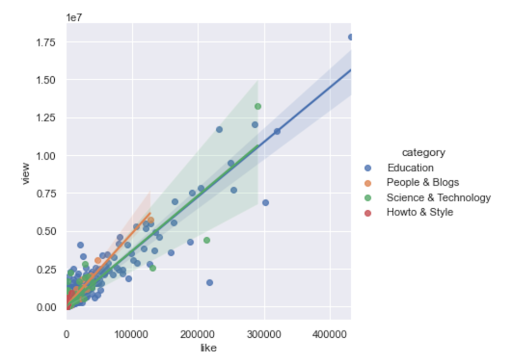 1e7
1.75
1.50
1.25
1.00
0.75
0.50
0.25
0.00
view
0 100000 200000 300000 400000
like
category
Education
People & Blogs
Science & Technology
Howto & Style